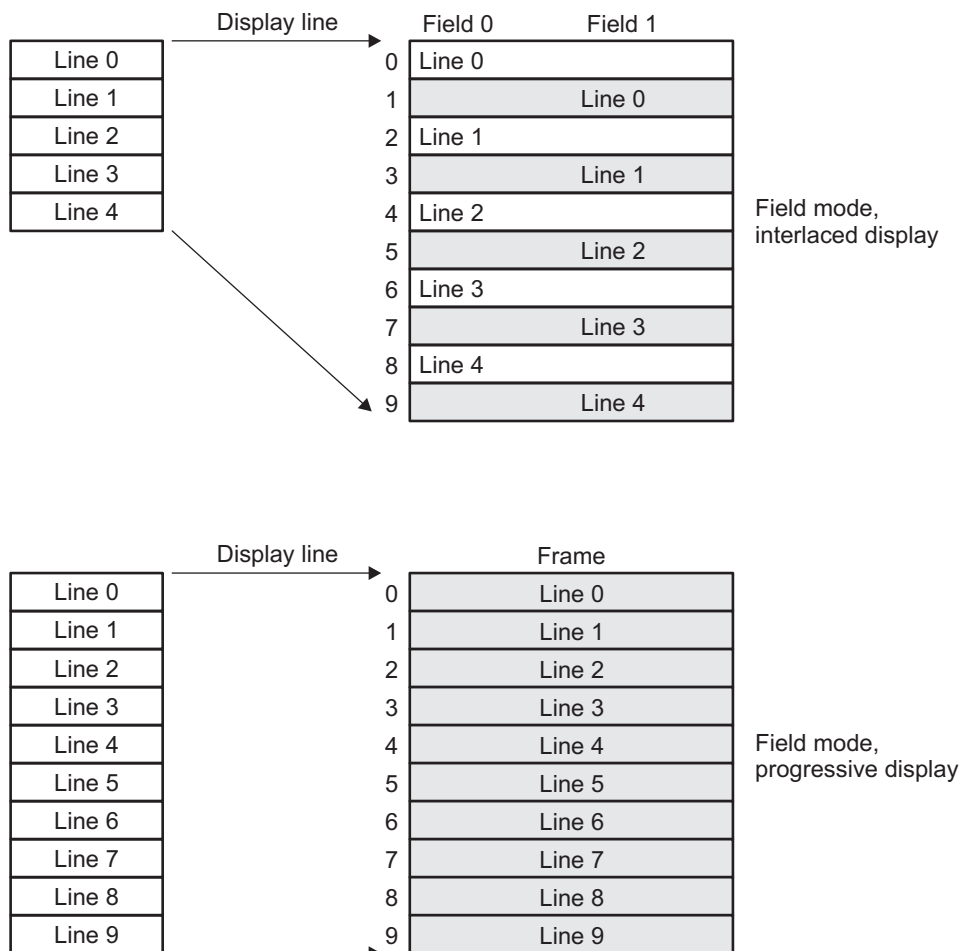 Display line
Field 0 Field 1
Line 0
Line 1
Line 2
Line 3
Line 4
0 Line 0
1 Line 0
2 Line 1
3 Line 1
4 Line 2
5 Line 2
6 Line 3
7 Line 3
8 Line 4
9 Line 4
Field mode,
interlaced display
Display line
Frame
Line 0
Line 1
Line 2
Line 3
Line 4
Line 5
Line 6
Line 7
Line 8
Line 9
0 Line 0
1 Line 1
2 Line 2
3 Line 3
4 Line 4
5 Line 5
6 Line 6
7 Line 7
8 Line 8
9 Line 9
Field mode,
progressive display